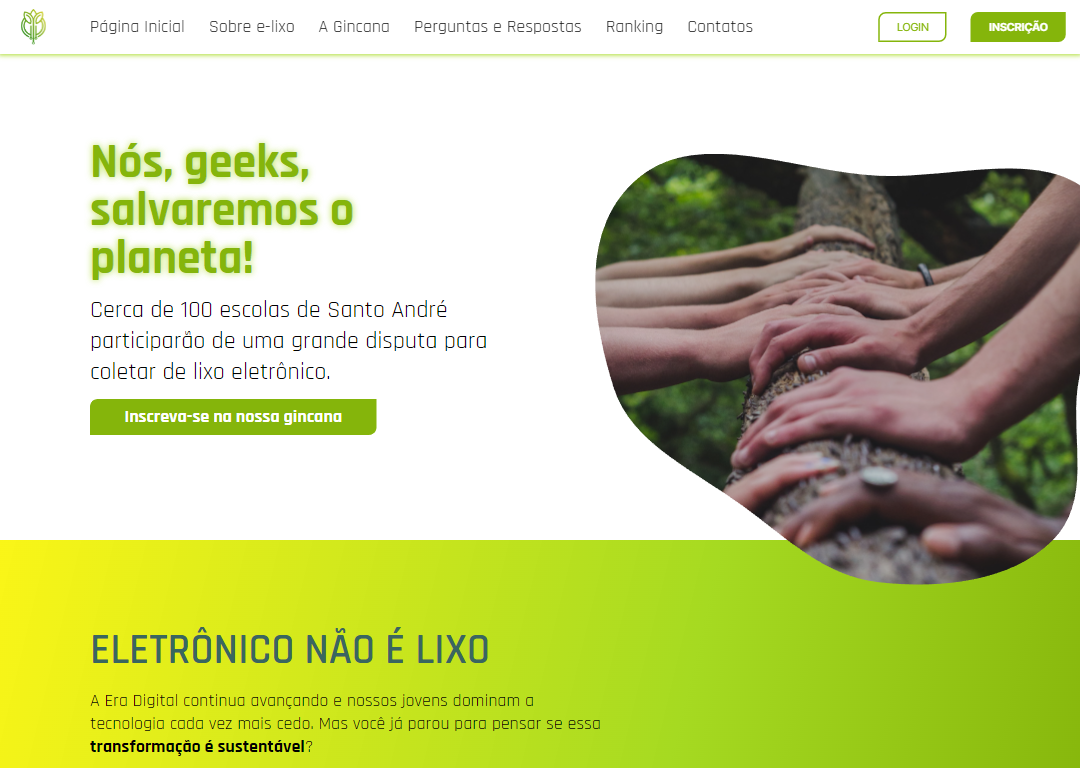 Página Inicial Sobre e-lixo A Gincana Perguntas e Respostas Ranking Contatos LOGIN INSCRIÇÃO
Nós, geeks,
salvaremos o
planeta!
Cerca de 100 escolas de Santo André
participarão de uma grande disputa para
coletar de lixo eletrônico.
Inscreva-se na nossa gincana
ELETRÔNICO NÃO É LIXO
A Era Digital continua avançando e nossos jovens dominam a
tecnologia cada vez mais cedo. Mas você já parou para pensar se essa
transformação é sustentável?